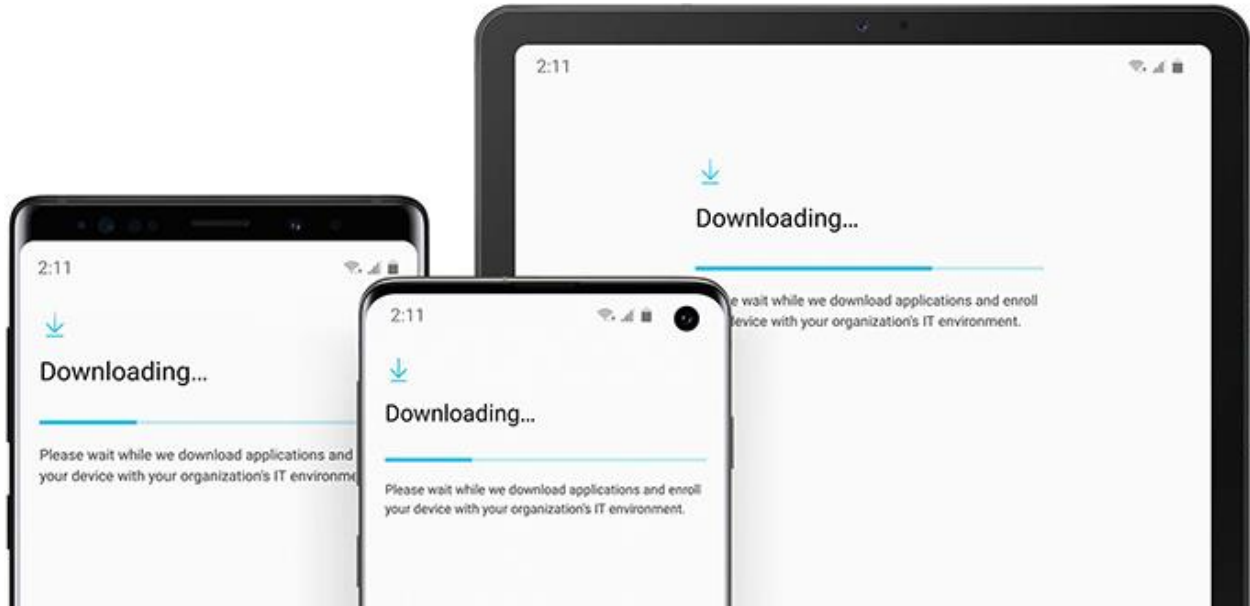 2:11
Downloading...
Please wait while we download applications and
your device with your organization's IT
2:11
Downloading...
Please wait while we download applications and enroll
your device with your organization's IT environment.
2:11
Downloading...
wait while we download applications and enroll
device with your organization's IT environment.